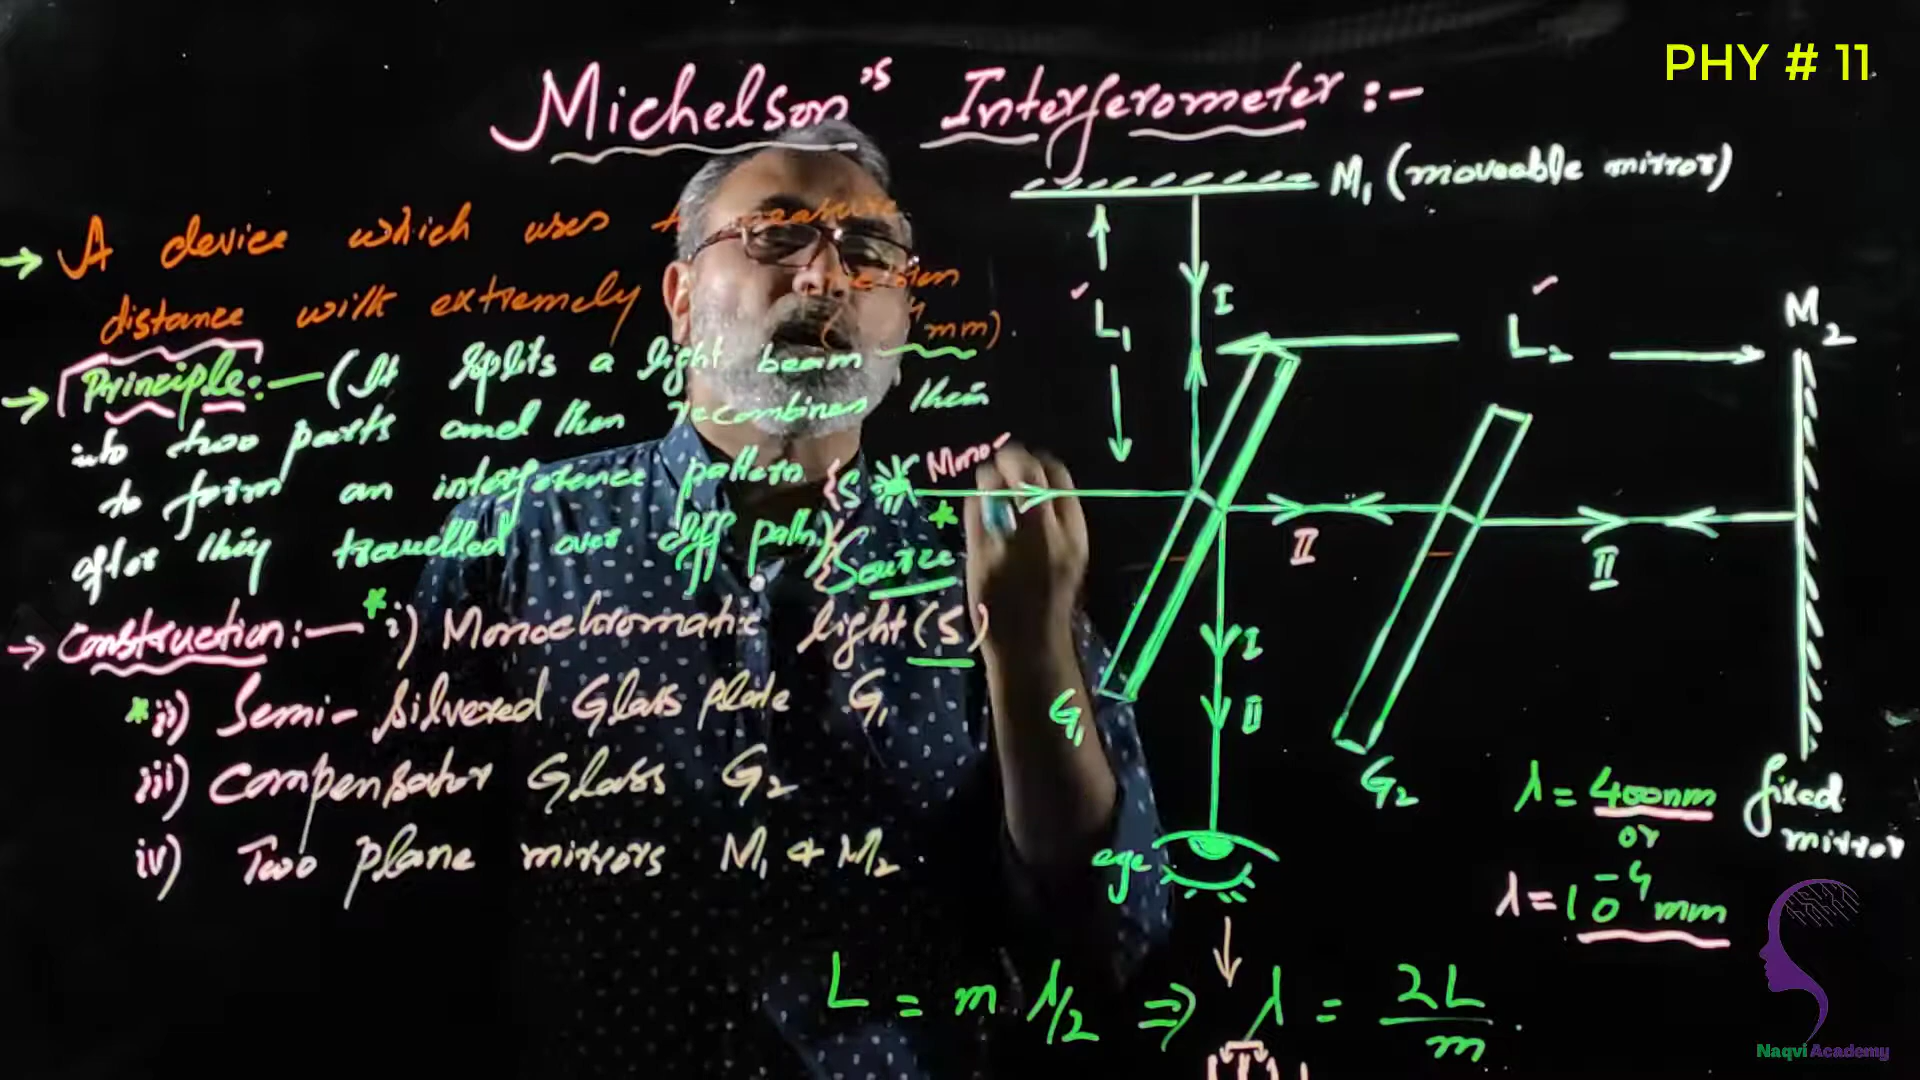 PHY # 11
Michelson's Interferometer :-
M1 (moveable mirror)
→ A device which uses
distance with extremely
mm)
→ Principle :- (It splits a light beam
into two parts and then recombines them
to form an interference pattern
after they travelled over diff path)
{S
Mono
{Source
→ Construction :- * i) Monochromatic light (S)
* ii) Semi-Silvered Glass plate G1
iii) Compensator Glass G2
iv) Two plane mirrors M1 & M2.
I
L1
L2
M2
II
II
I
II
G1
G2
eye
λ = 400nm
or
λ = 10⁻⁴ mm
fixed
mirror
L = m λ/2 ⇒ λ = 2L/m.
Naqvi Academy